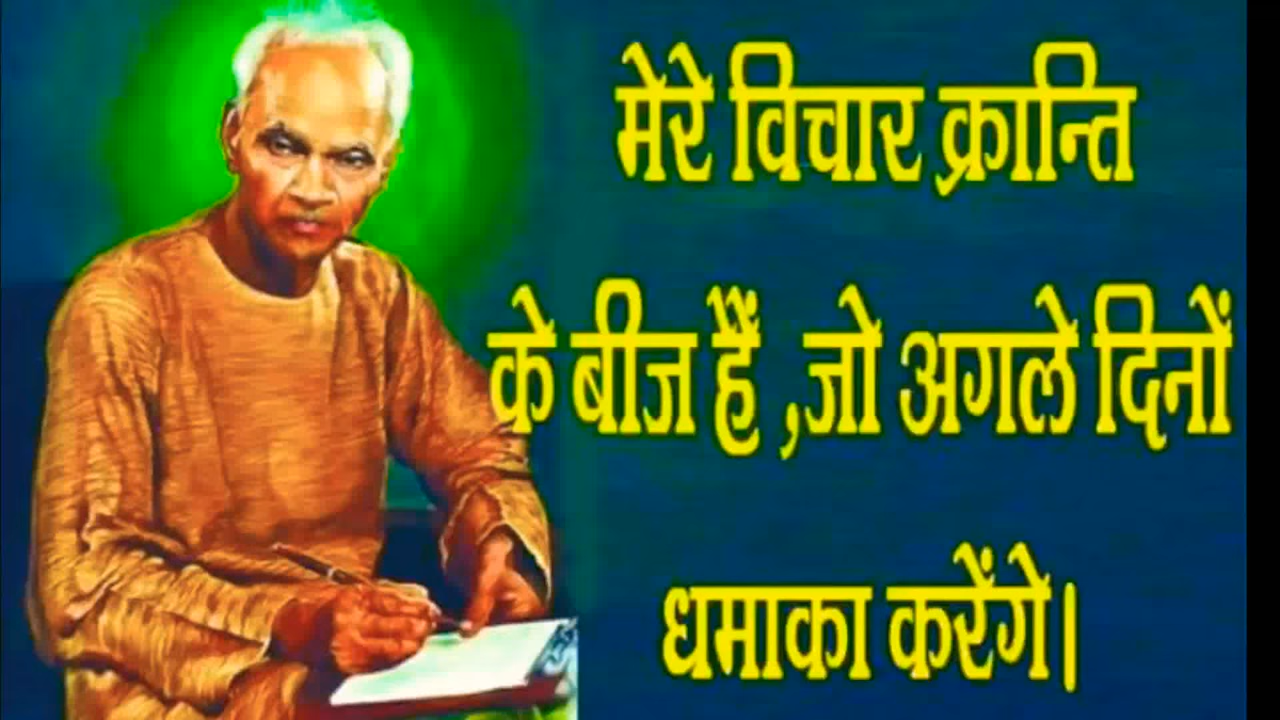 मेरे विचार क्रान्ति
के बीज हैं ,जो अगले दिनों
धमाका करेंगे।